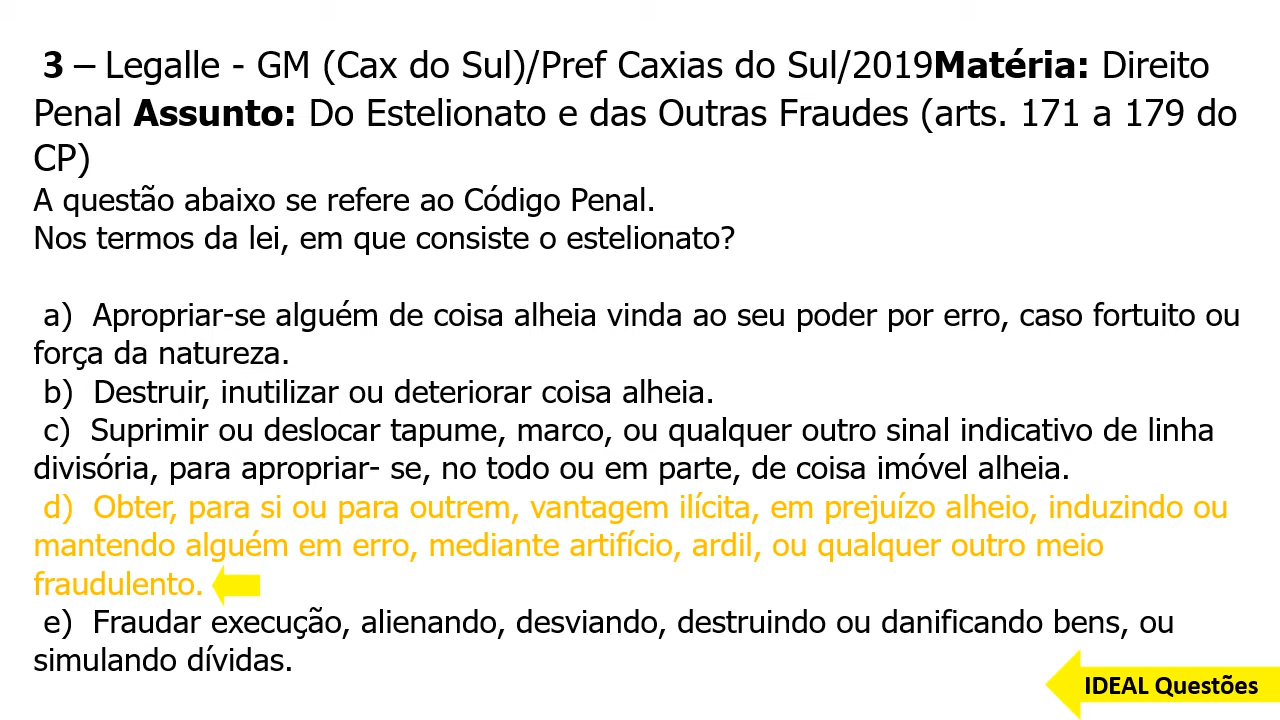 3 – Legalle - GM (Cax do Sul)/Pref Caxias do Sul/2019Matéria: Direito
Penal Assunto: Do Estelionato e das Outras Fraudes (arts. 171 a 179 do
CP)
A questão abaixo se refere ao Código Penal.
Nos termos da lei, em que consiste o estelionato?
a) Apropriar-se alguém de coisa alheia vinda ao seu poder por erro, caso fortuito ou
força da natureza.
b) Destruir, inutilizar ou deteriorar coisa alheia.
c) Suprimir ou deslocar tapume, marco, ou qualquer outro sinal indicativo de linha
divisória, para apropriar- se, no todo ou em parte, de coisa imóvel alheia.
d) Obter, para si ou para outrem, vantagem ilícita, em prejuízo alheio, induzindo ou
mantendo alguém em erro, mediante artifício, ardil, ou qualquer outro meio
fraudulento.
e) Fraudar execução, alienando, desviando, destruindo ou danificando bens, ou
simulando dívidas.
IDEAL Questões